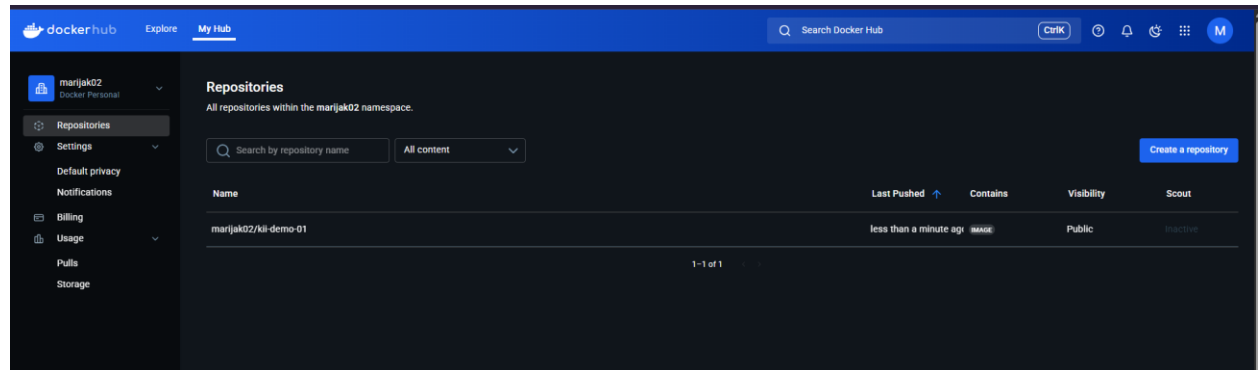 dockerhub Explore My Hub Search Docker Hub CtrlK M
marijak02
Docker Personal
Repositories
Settings
Default privacy
Notifications
Billing
Usage
Pulls
Storage
Repositories
All repositories within the marijak02 namespace.
Search by repository name All content Create a repository
Name Last Pushed Contains Visibility Scout
marijak02/kii-demo-01 less than a minute ago IMAGE Public Inactive
1–1 of 1